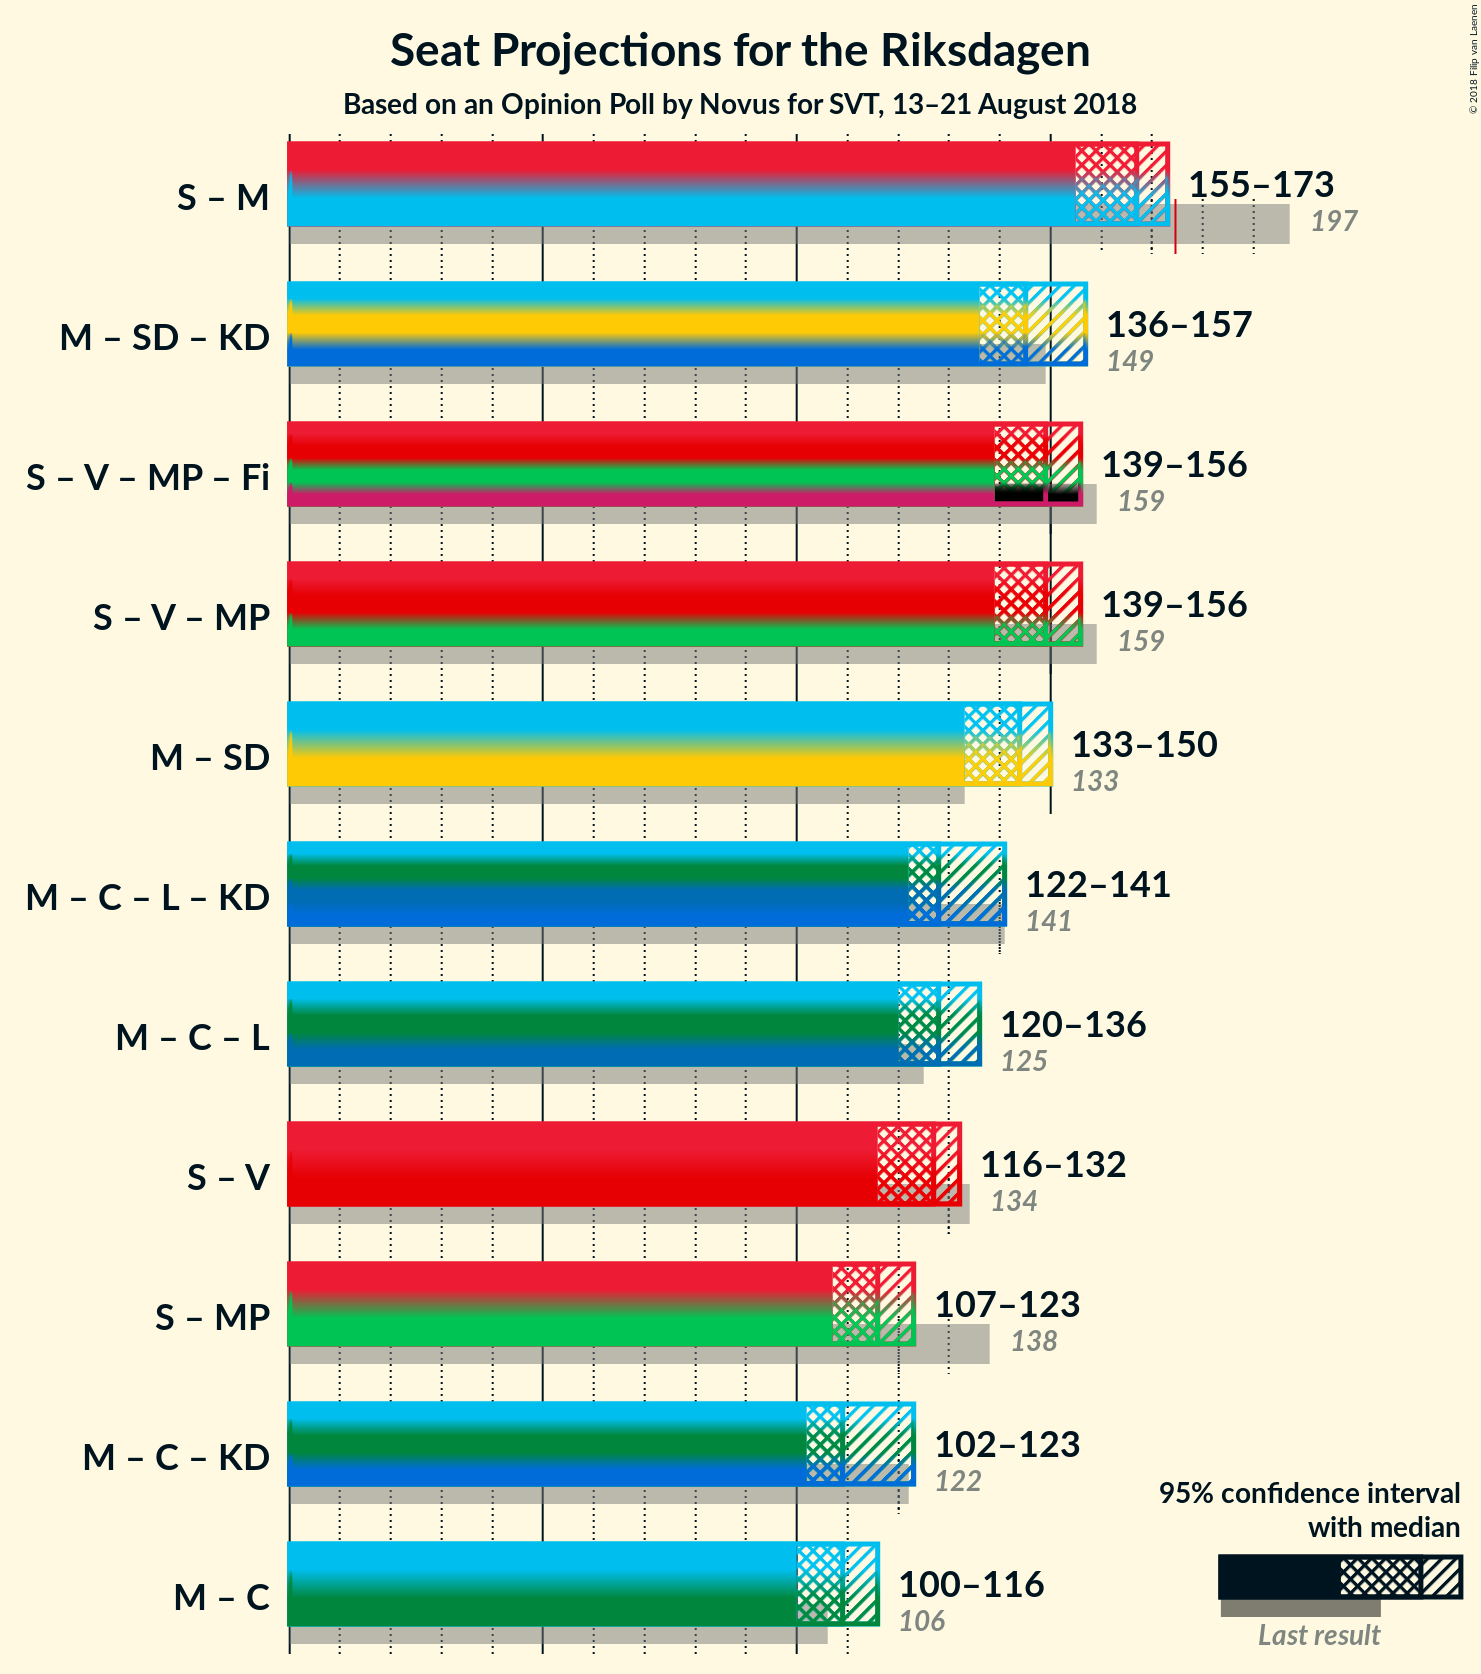 © 2018 Filip van Laenen
Seat Projections for the Riksdagen
Based on an Opinion Poll by Novus for SVT, 13–21 August 2018
S – M
155–173
197
M – SD – KD
136–157
149
S – V – MP – Fi
139–156
159
S – V – MP
139–156
159
M – SD
133–150
133
M – C – L – KD
122–141
141
M – C – L
120–136
125
S – V
116–132
134
S – MP
107–123
138
M – C – KD
102–123
122
M – C
100–116
106
95% confidence interval
with median
Last result